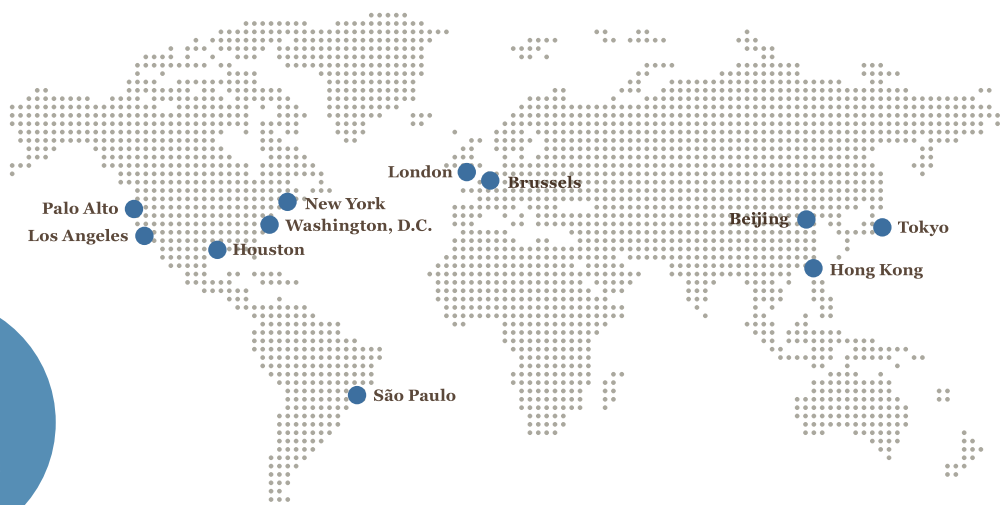 London
Brussels
Palo Alto
New York
Washington, D.C.
Los Angeles
Houston
Beijing
Tokyo
Hong Kong
São Paulo